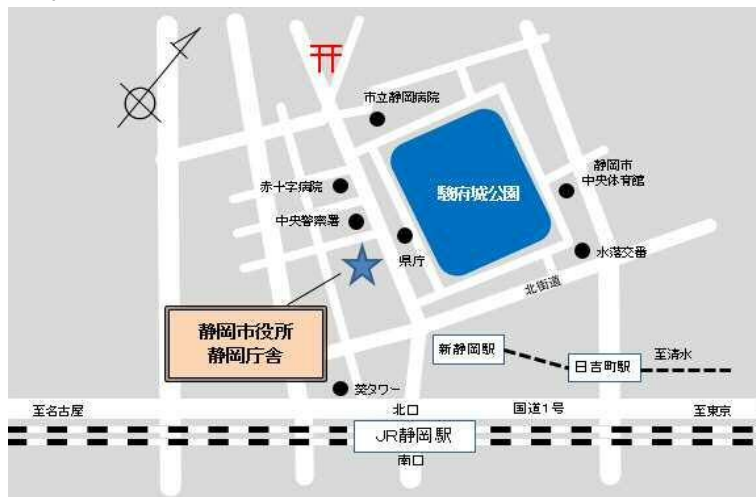 市立静岡病院
赤十字病院
中央警察署
駿府城公園
静岡市
中央体育館
県庁
水落交番
北街道
静岡市役所
静岡庁舎
新静岡駅
日吉町駅
至清水
葵タワー
至名古屋
北口
国道1号
至東京
JR静岡駅
南口